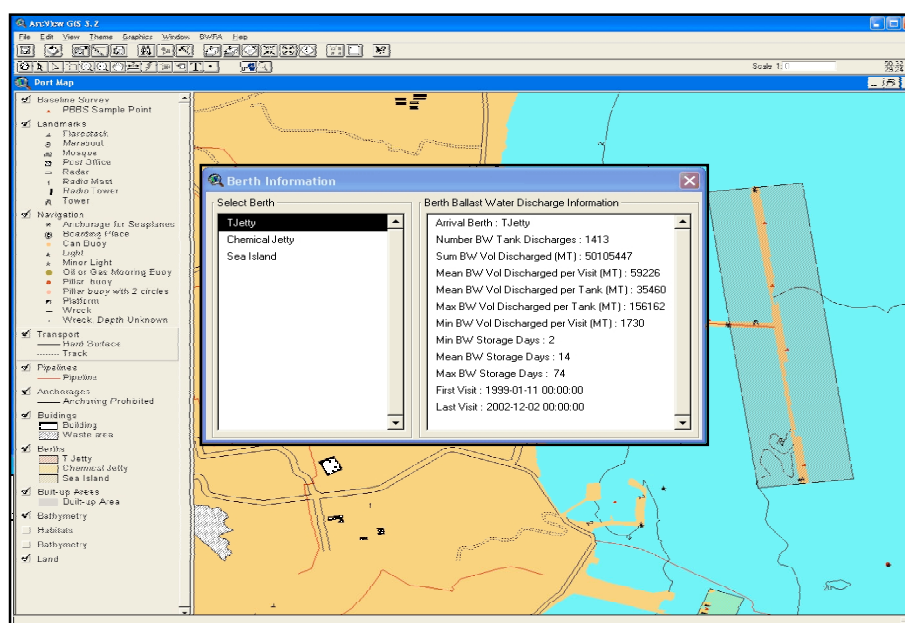 ArcView GIS 3.2
File Edit View Theme Graphics Window BWRA Help
Scale 1:
Port Map
Baseline Survey
PBBS Sample Point
Landmarks
Flarestack
Marabout
Mosque
Post Office
Radar
Radio Mast
Radio Tower
Tower
Navigation
Anchorage for Seaplanes
Boarding Place
Can Buoy
Light
Minor Light
Oil or Gas Mooring Buoy
Pillar buoy
Pillar buoy with 2 circles
Platform
Wreck
Wreck, Depth Unknown
Transport
Hard Surface
Track
Pipelines
Pipeline
Anchorages
Anchoring Prohibited
Buidings
Building
Waste area
Berths
T Jetty
Chemical Jetty
Sea Island
Built-up Areas
Built-up Area
Bathymetry
Habitats
Bathymetry
Land
Berth Information
Select Berth
TJetty
Chemical Jetty
Sea Island
Berth Ballast Water Discharge Information
Arrival Berth : TJetty
Number BW Tank Discharges : 1413
Sum BW Vol Discharged (MT) : 50105447
Mean BW Vol Discharged per Visit (MT) : 59226
Mean BW Vol Discharged per Tank (MT) : 35460
Max BW Vol Discharged per Tank (MT) : 156162
Min BW Vol Discharged per Visit (MT) : 1730
Min BW Storage Days : 2
Mean BW Storage Days : 14
Max BW Storage Days : 74
First Visit : 1999-01-11 00:00:00
Last Visit : 2002-12-02 00:00:00